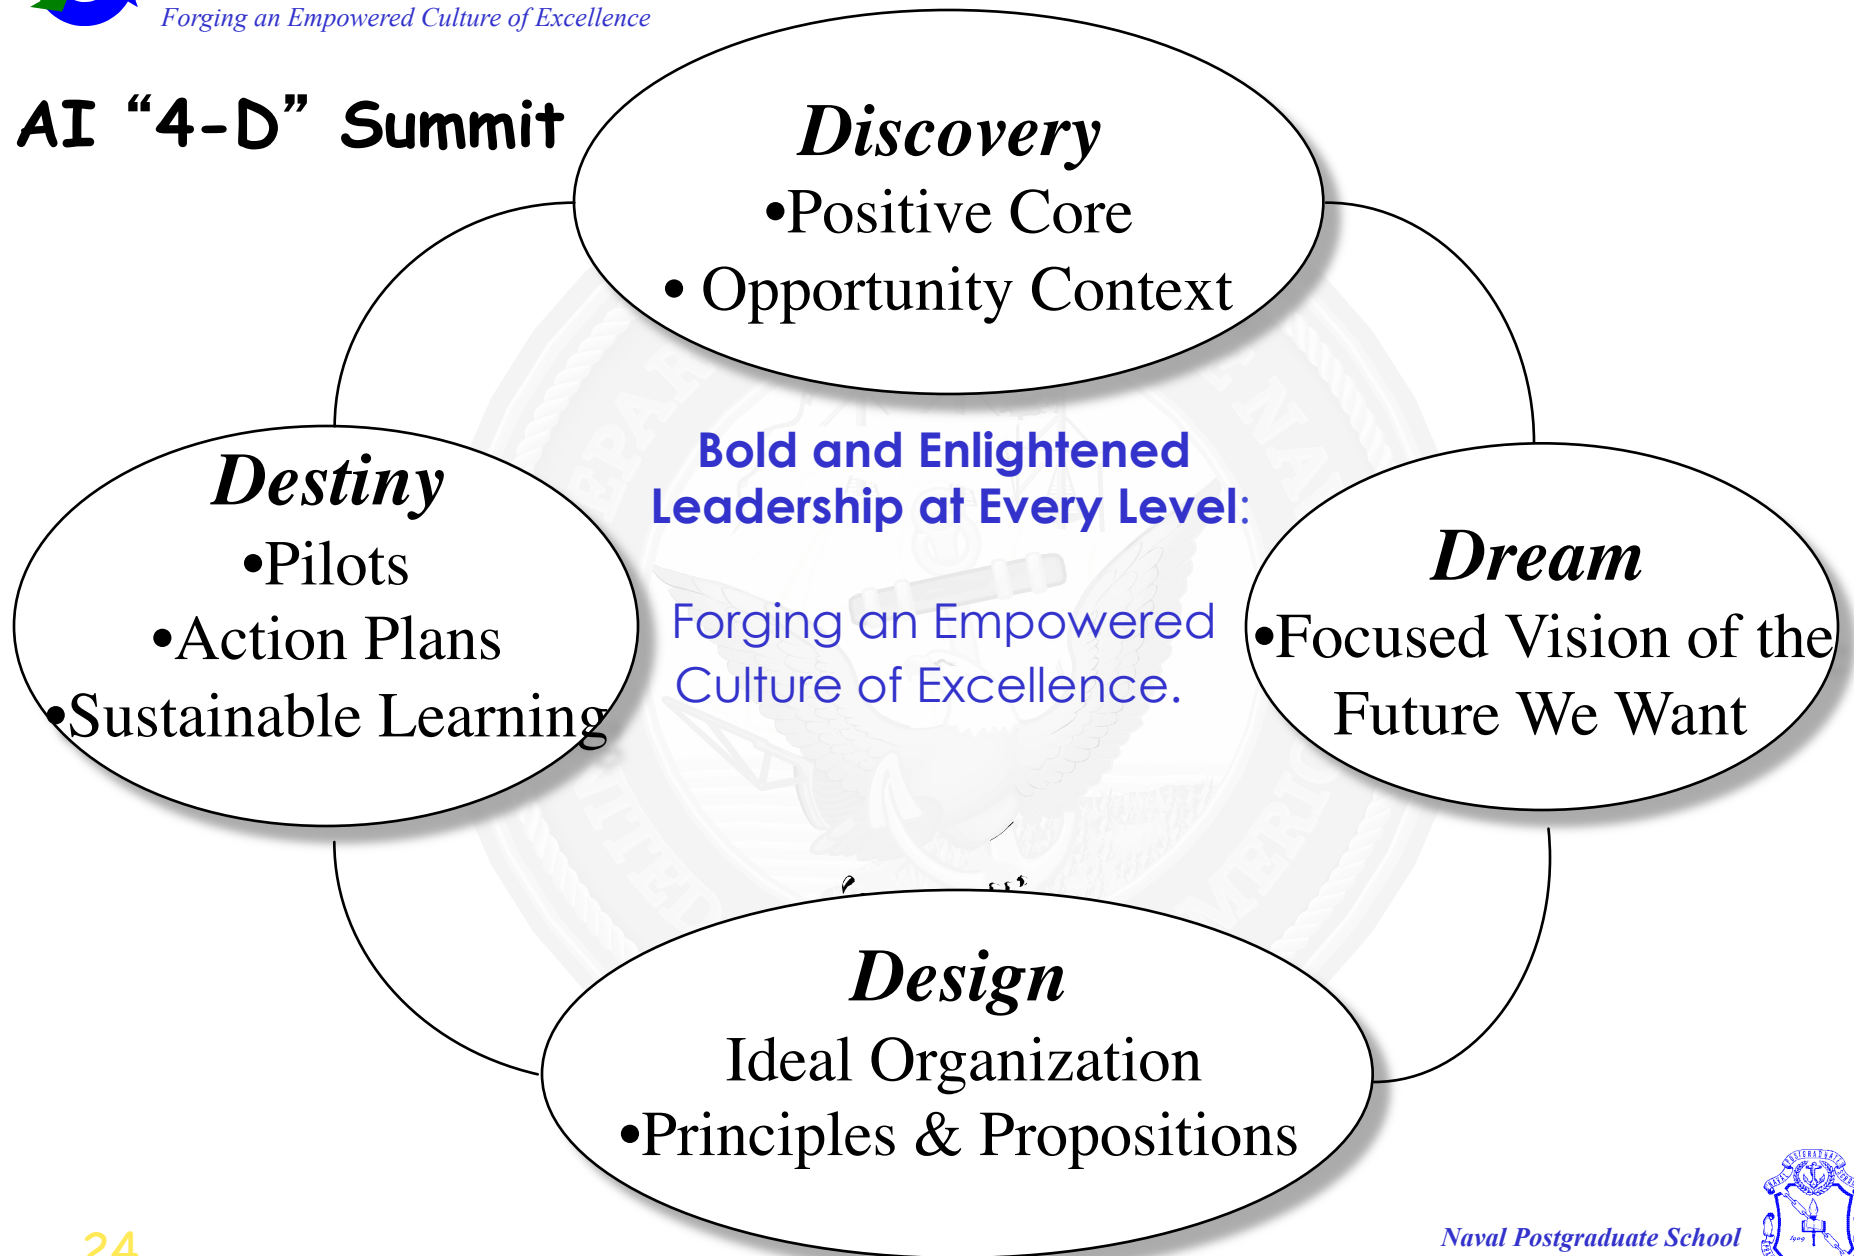 Forging an Empowered Culture of Excellence
AI “4-D” Summit
Discovery
•Positive Core
• Opportunity Context
Bold and Enlightened
Leadership at Every Level:
Forging an Empowered
Culture of Excellence.
Destiny
•Pilots
•Action Plans
•Sustainable Learning
Dream
•Focused Vision of the
Future We Want
Design
Ideal Organization
•Principles & Propositions
24
Naval Postgraduate School